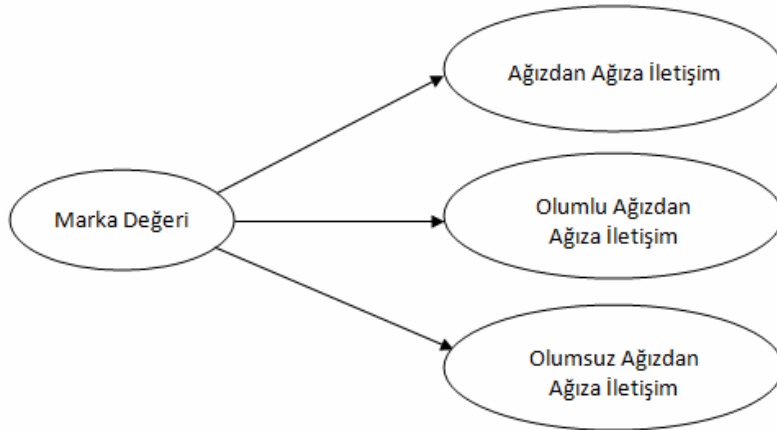 Ağızdan Ağıza İletişim
Marka Değeri
Olumlu Ağızdan
Ağıza İletişim
Olumsuz Ağızdan
Ağıza İletişim